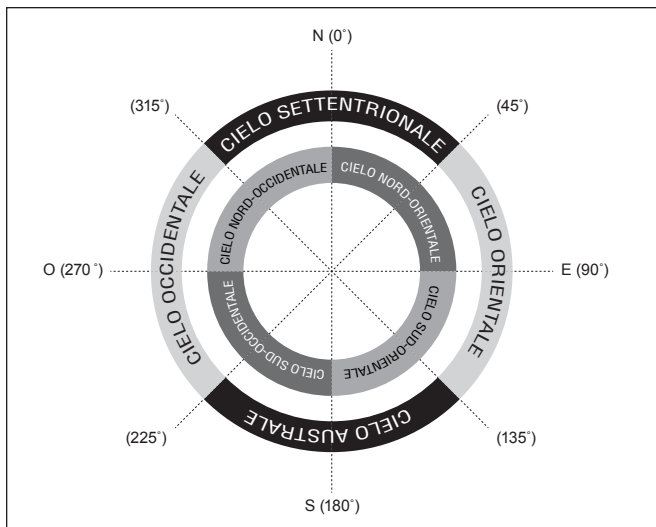 N (0°)
(315°)
(45°)
CIELO SETTENTRIONALE
CIELO NORD-OCCIDENTALE
CIELO NORD-ORIENTALE
CIELO OCCIDENTALE
CIELO ORIENTALE
O (270°)
E (90°)
CIELO SUD-OCCIDENTALE
CIELO SUD-ORIENTALE
CIELO AUSTRALE
(225°)
(135°)
S (180°)